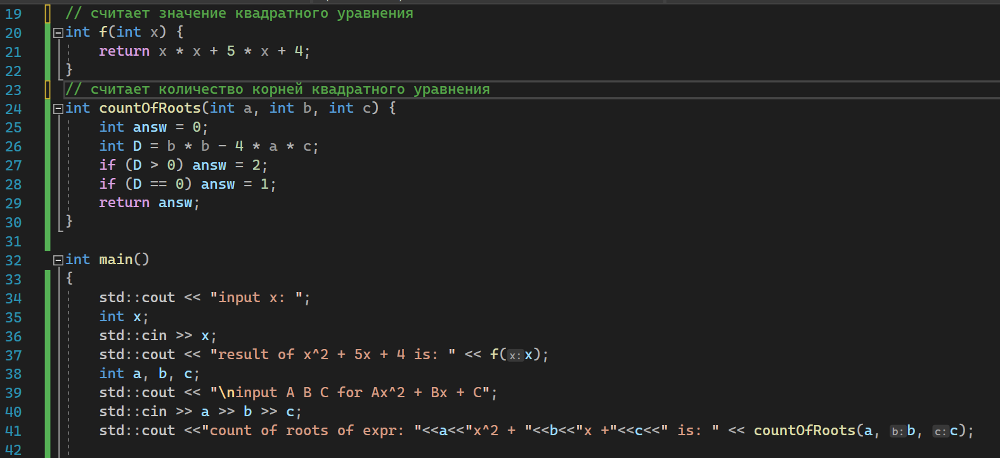 19 // считает значение квадратного уравнения
20 int f(int x) {
21 return x * x + 5 * x + 4;
22 }
23 // считает количество корней квадратного уравнения
24 int countOfRoots(int a, int b, int c) {
25 int answ = 0;
26 int D = b * b - 4 * a * c;
27 if (D > 0) answ = 2;
28 if (D == 0) answ = 1;
29 return answ;
30 }
31
32 int main()
33 {
34 std::cout << "input x: ";
35 int x;
36 std::cin >> x;
37 std::cout << "result of x^2 + 5x + 4 is: " << f(x:x);
38 int a, b, c;
39 std::cout << "\ninput A B C for Ax^2 + Bx + C";
40 std::cin >> a >> b >> c;
41 std::cout <<"count of roots of expr: "<<a<<"x^2 + "<<b<<"x +"<<c<<" is: " << countOfRoots(a, b:b, c:c);
42